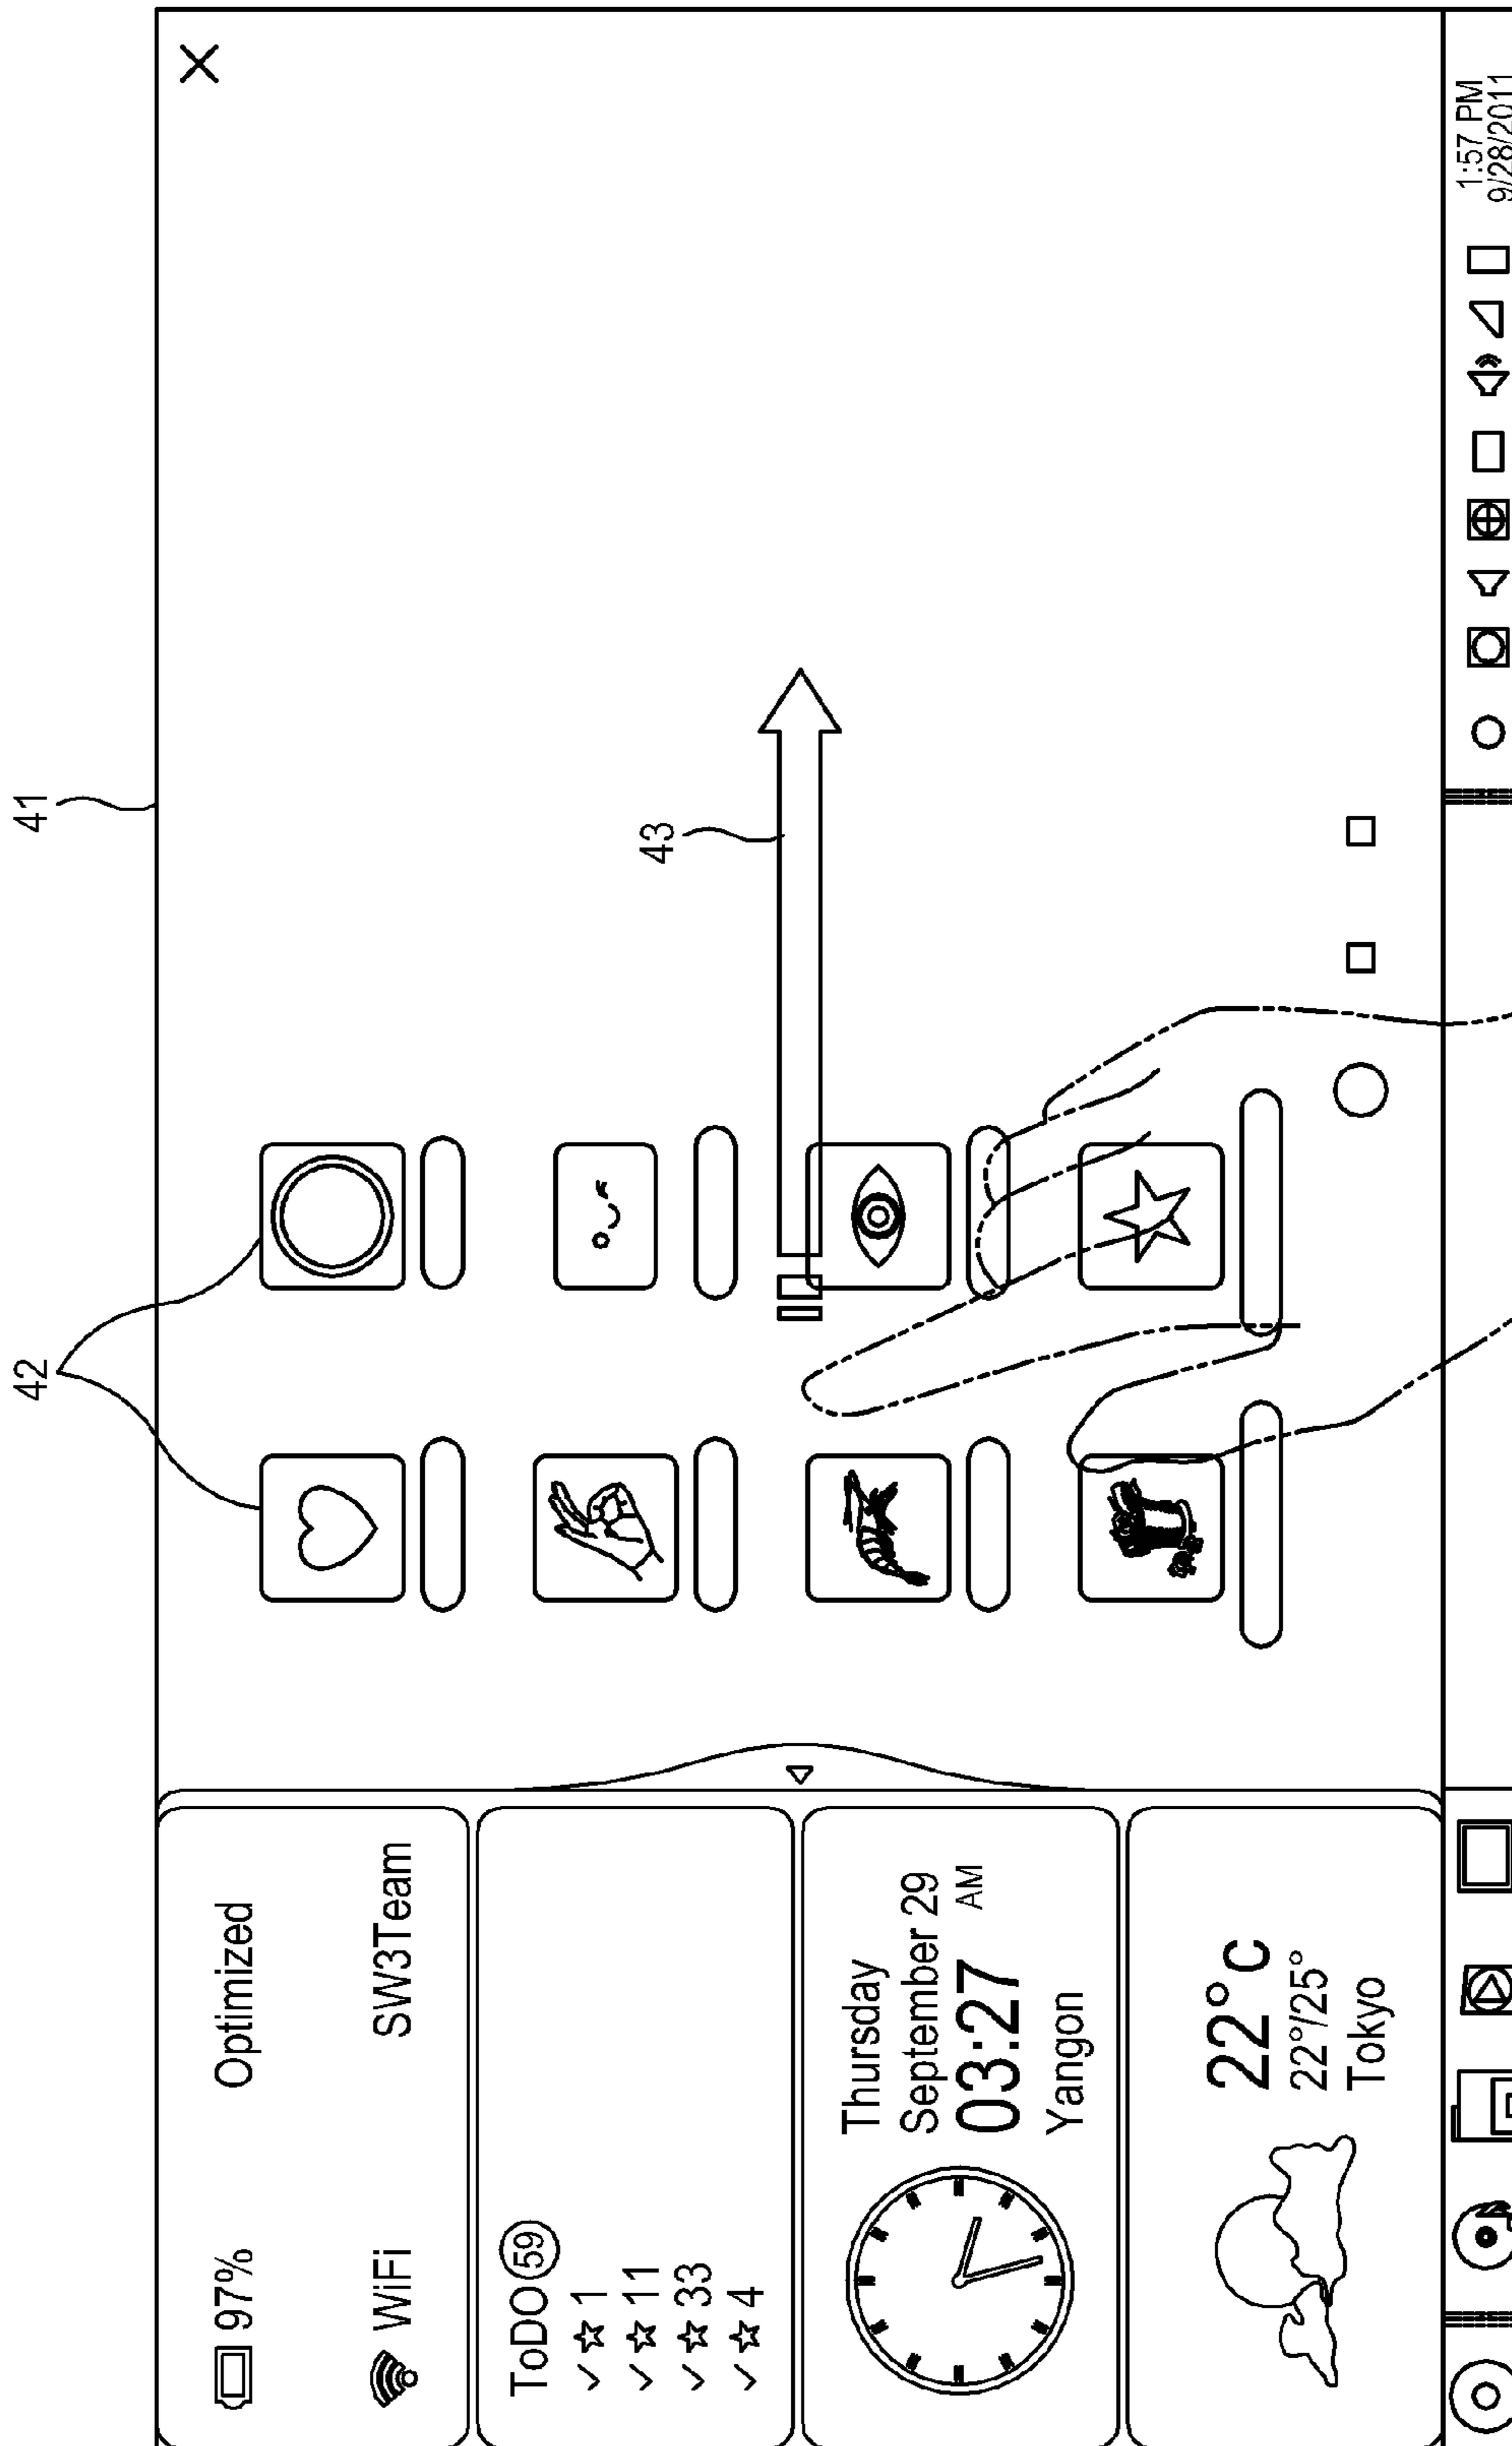 41
42
43
97%
Optimized
WiFi
SW3Team
ToDO 59
1
11
33
4
Thursday
September 29
03:27 AM
Yangon
22°c
22°/25°
Tokyo
1:57 PM
9/28/2011